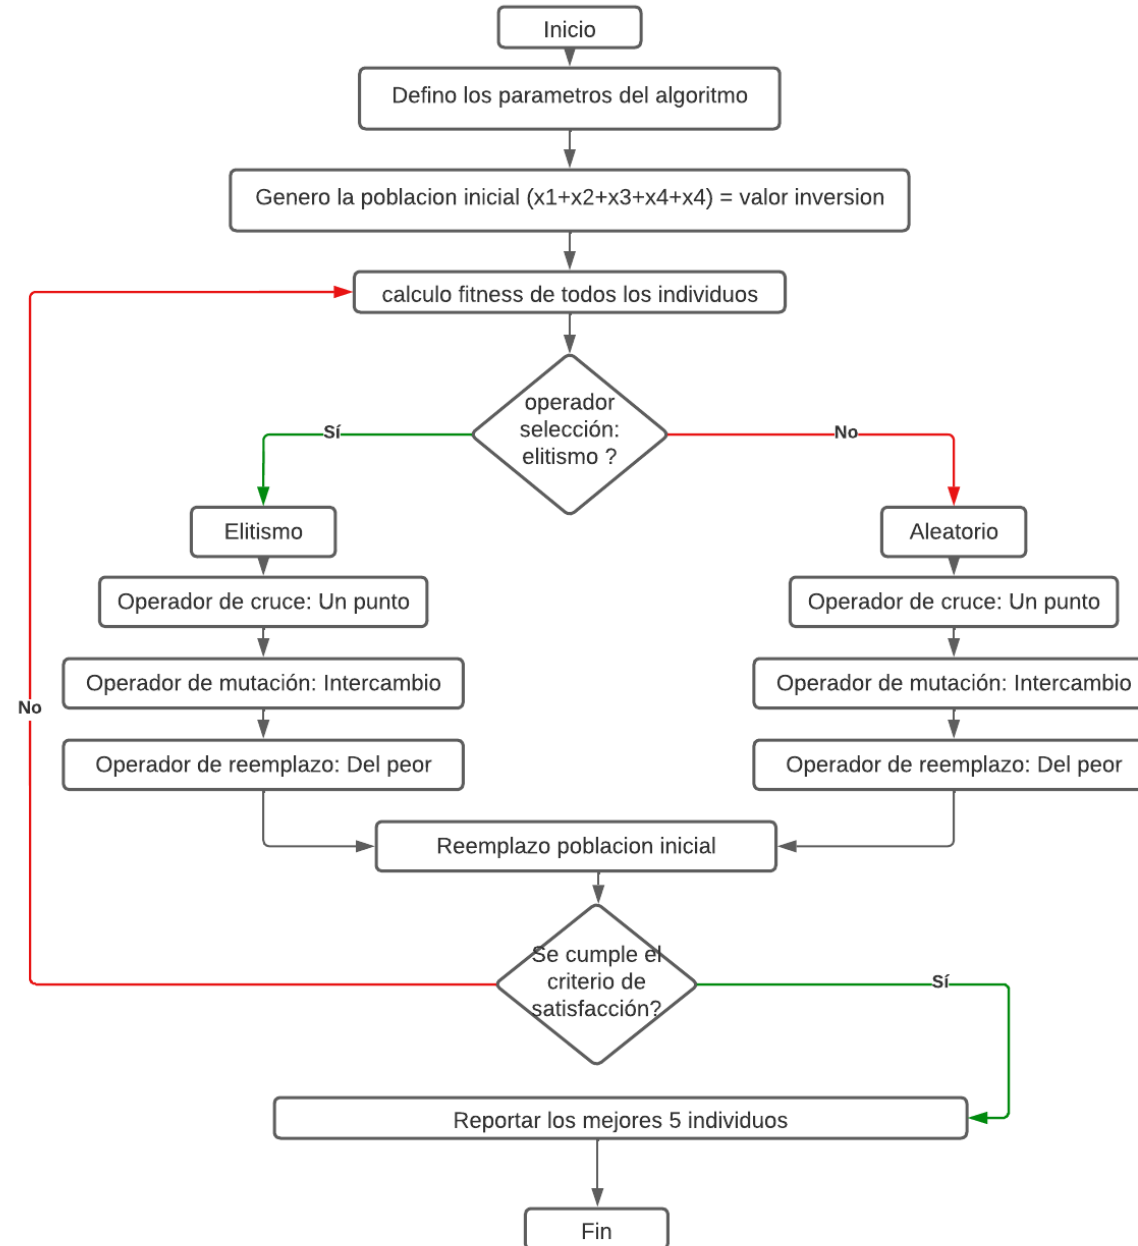 Inicio
Defino los parametros del algoritmo
Genero la poblacion inicial (x1+x2+x3+x4+x4) = valor inversion
calculo fitness de todos los individuos
operador
selección:
elitismo ?
Sí
No
Elitismo
Aleatorio
Operador de cruce: Un punto
Operador de cruce: Un punto
Operador de mutación: Intercambio
Operador de mutación: Intercambio
No
Operador de reemplazo: Del peor
Operador de reemplazo: Del peor
Reemplazo poblacion inicial
Se cumple el
criterio de
satisfacción?
Sí
Reportar los mejores 5 individuos
Fin